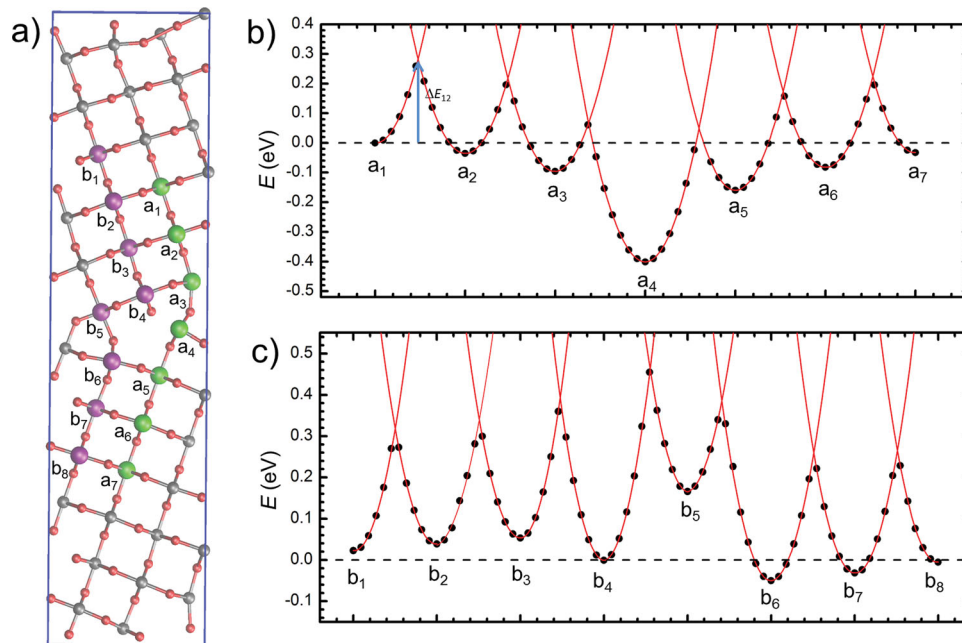 a)
b₁
b₂
a₁
b₃
a₂
b₄
a₃
b₅
a₄
b₆
a₅
b₇
a₆
b₈
a₇
b)
E (eV)
0.4
0.3
0.2
0.1
0.0
-0.1
-0.2
-0.3
-0.4
-0.5
ΔE₁₂
a₁
a₂
a₃
a₄
a₅
a₆
a₇
c)
E (eV)
0.5
0.4
0.3
0.2
0.1
0.0
-0.1
b₁
b₂
b₃
b₄
b₅
b₆
b₇
b₈